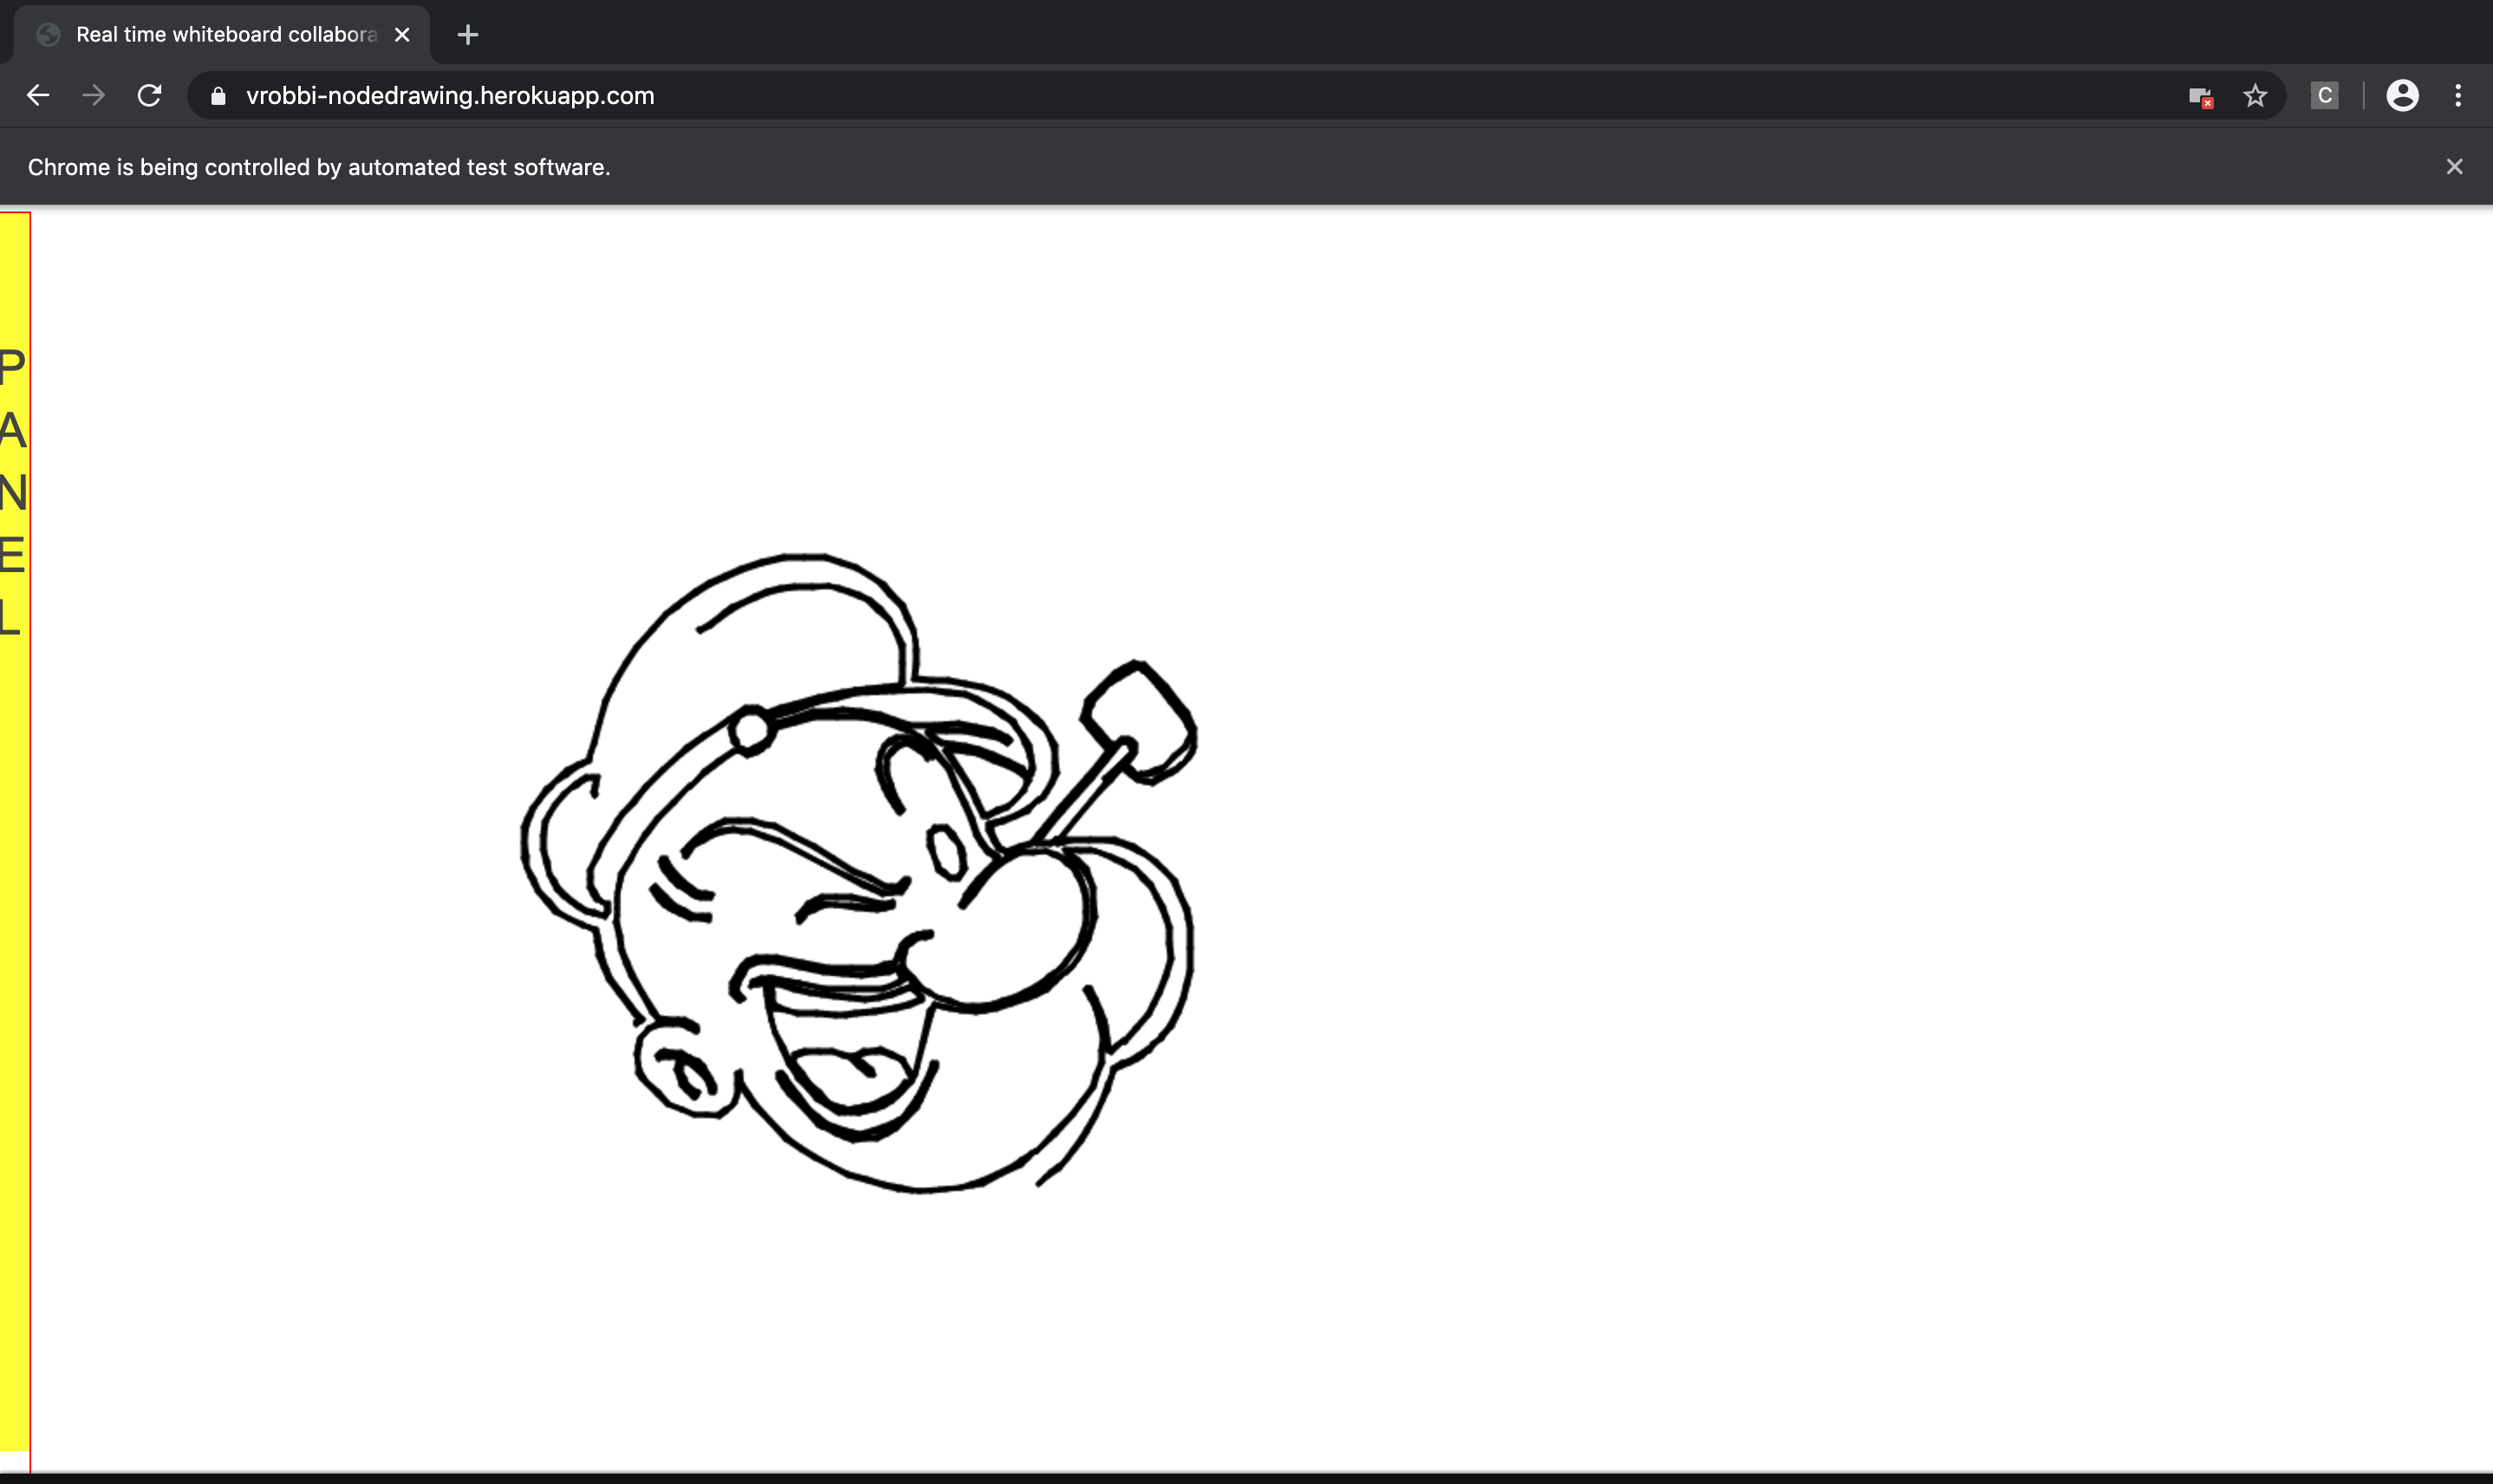 Real time whiteboard collabora
vrobbi-nodedrawing.herokuapp.com
C
Chrome is being controlled by automated test software.
P
A
N
E
L